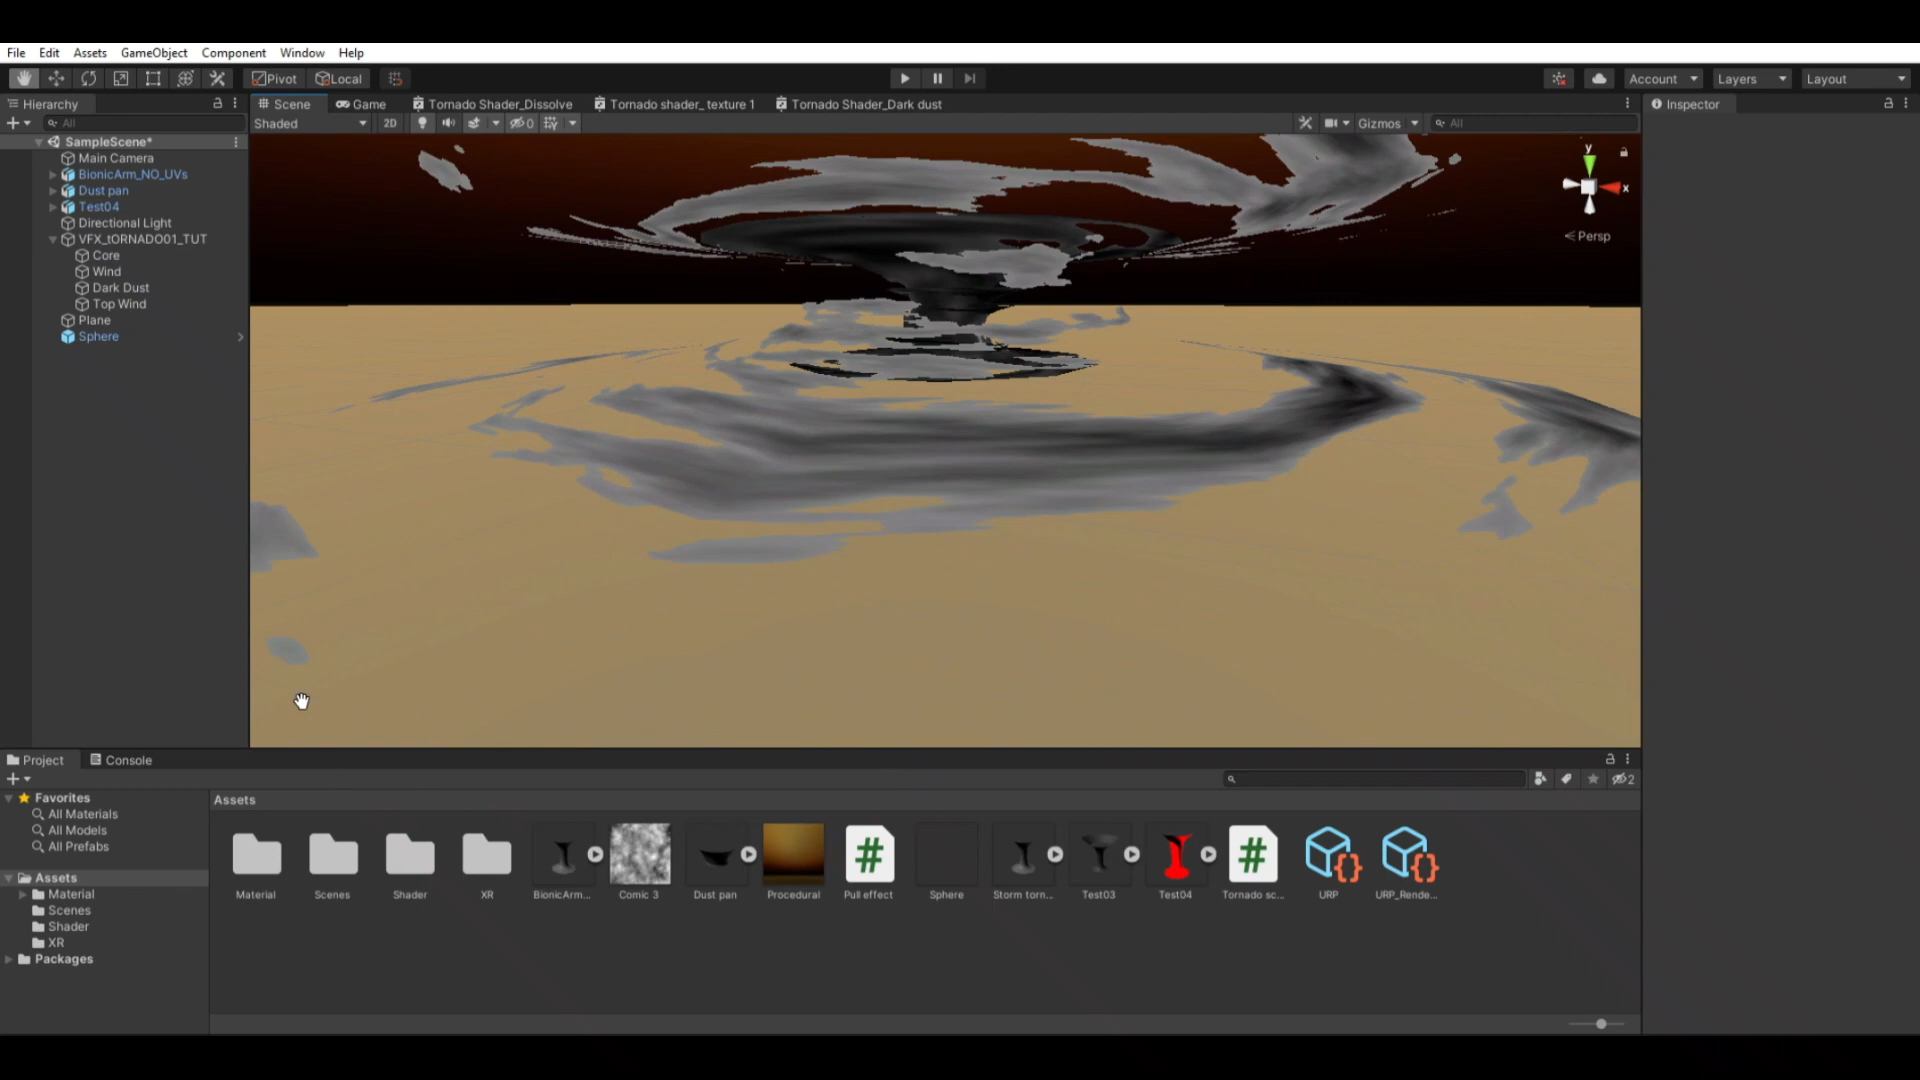 File Edit Assets GameObject Component Window Help
Pivot Local Account Layers Layout
Hierarchy Scene Game Tornado Shader_Dissolve Tornado shader_ texture 1 Tornado Shader_Dark dust Inspector
All Shaded 2D 0 Gizmos All
SampleScene*
Main Camera
BionicArm_NO_UVs
Dust pan
Test04
Directional Light
VFX_tORNADO01_TUT
Core
Wind
Dark Dust
Top Wind
Plane
Sphere
y
x
Persp
Project Console
2
Favorites
All Materials
All Models
All Prefabs
Assets
Material
Scenes
Shader
XR
Packages
Assets
Material Scenes Shader XR BionicArm... Comic 3 Dust pan Procedural Pull effect Sphere Storm torn... Test03 Test04 Tornado sc... URP URP_Rende...